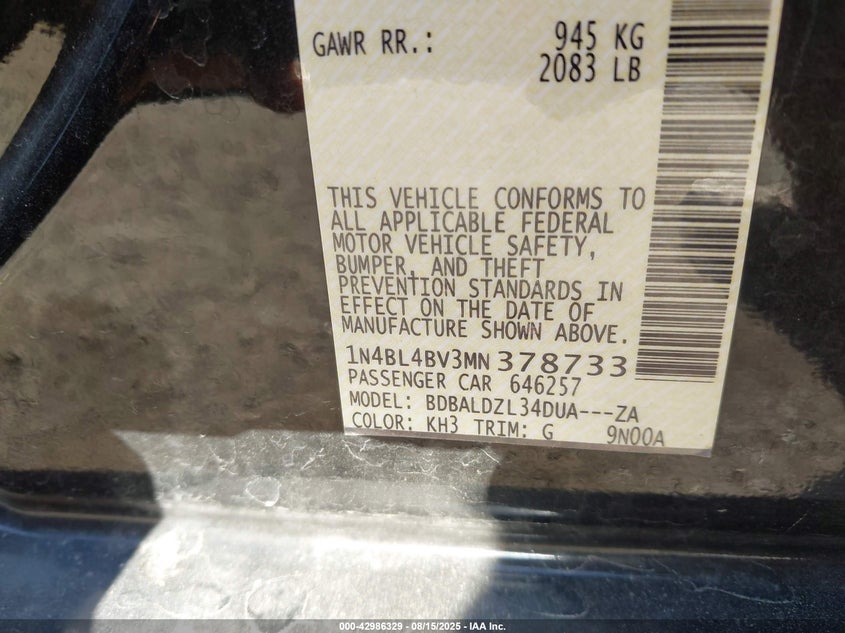 GAWR RR.: 945 KG
2083 LB
THIS VEHICLE CONFORMS TO
ALL APPLICABLE FEDERAL
MOTOR VEHICLE SAFETY,
BUMPER, AND THEFT
PREVENTION STANDARDS IN
EFFECT ON THE DATE OF
MANUFACTURE SHOWN ABOVE.
1N4BL4BV3MN378733
PASSENGER CAR 646257
MODEL: BDBALDZL34DUA---ZA
COLOR: KH3 TRIM: G 9N00A
000-42986329 - 08/15/2025 - IAA Inc.